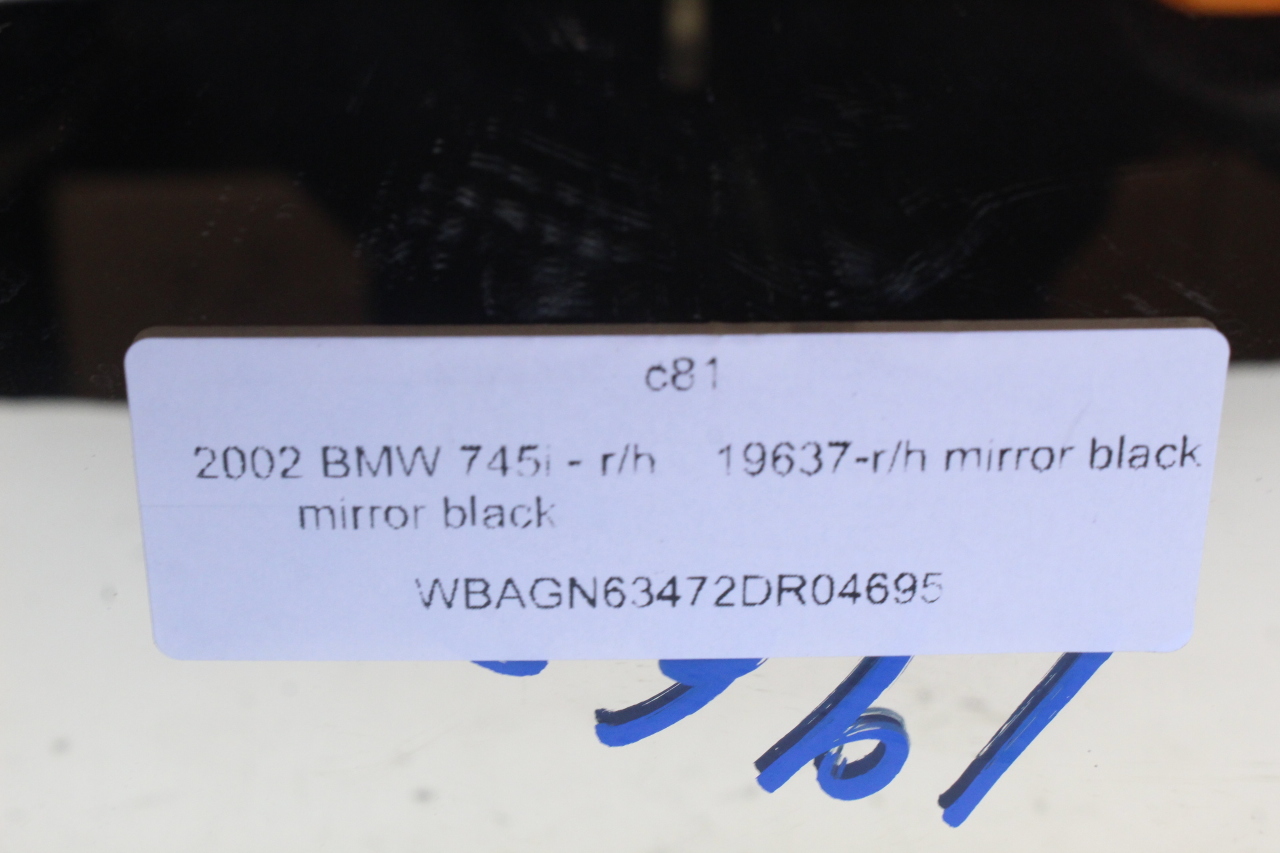 c81
2002 BMW 745i - r/h 19637-r/h mirror black
mirror black
WBAGN63472DR04695